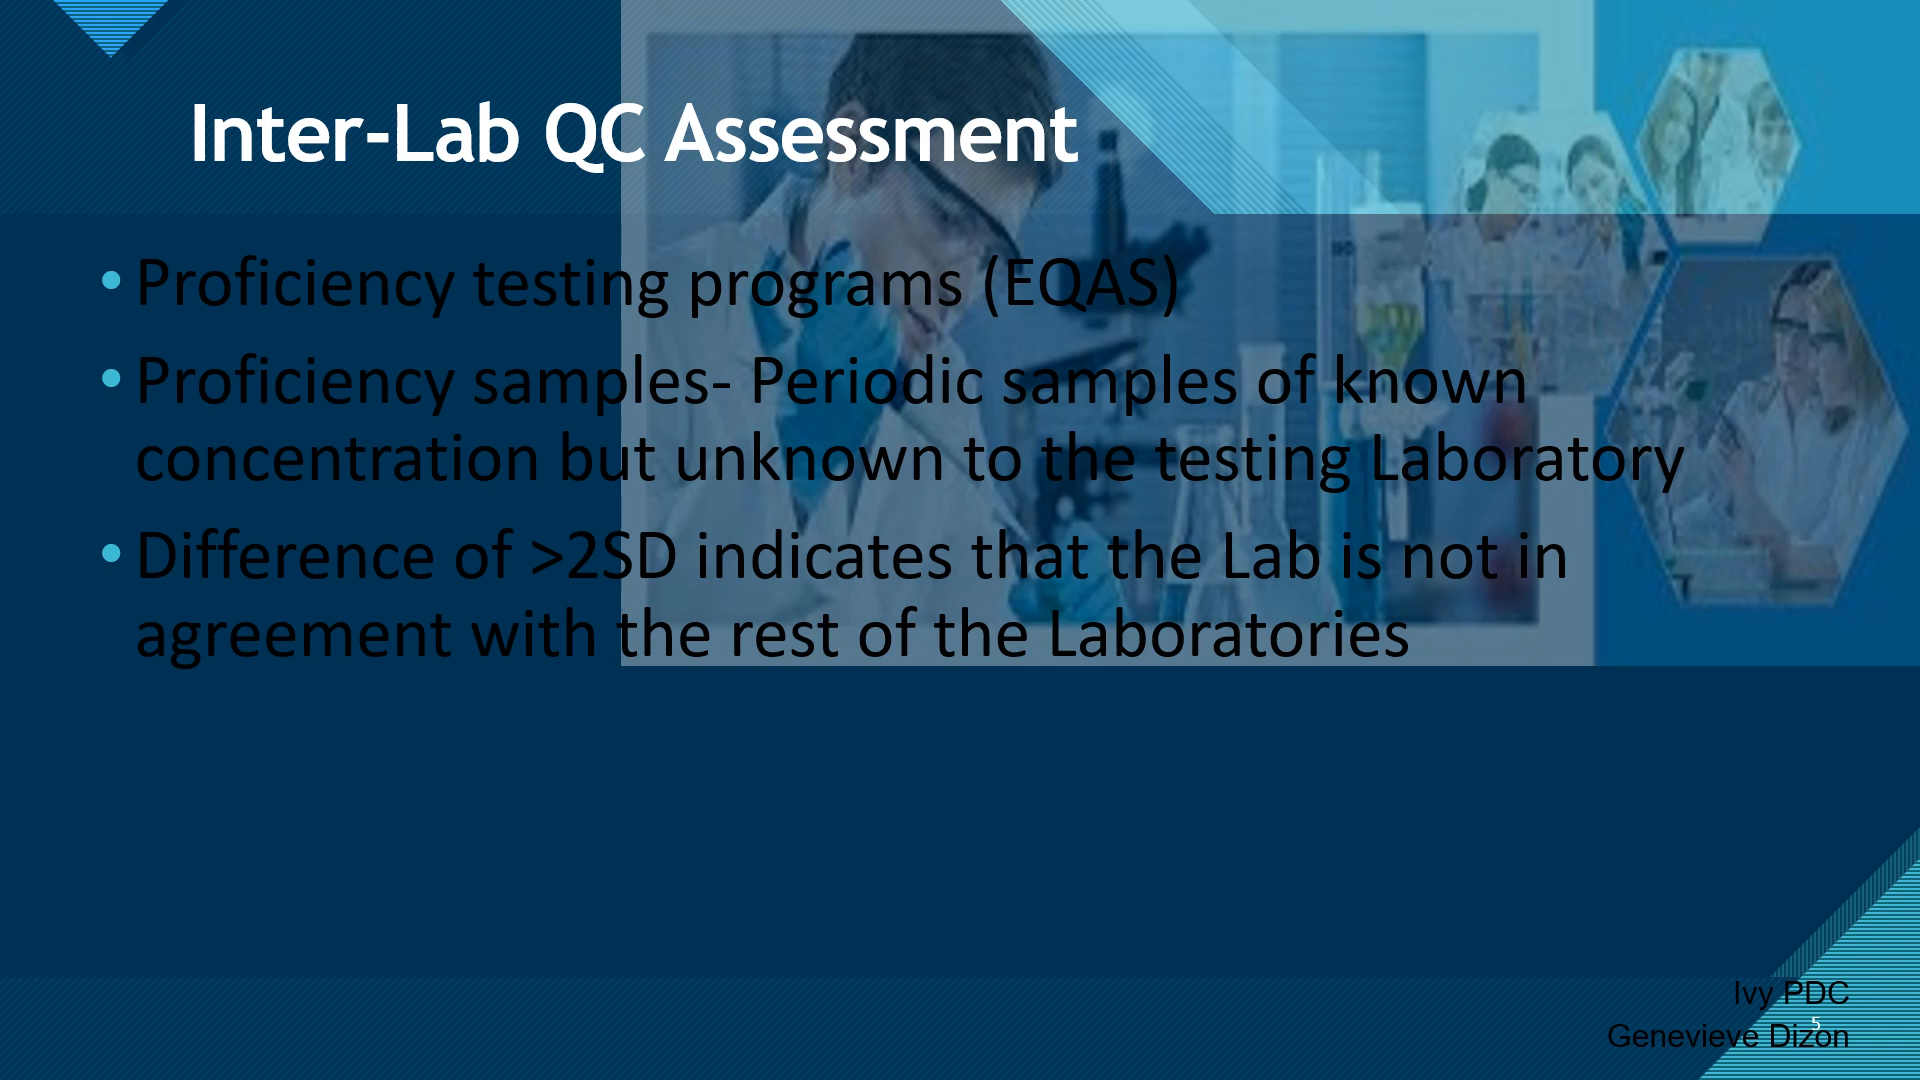 Inter-Lab QC Assessment
• Proficiency testing programs (EQAS)
• Proficiency samples- Periodic samples of known
concentration but unknown to the testing Laboratory
• Difference of >2SD indicates that the Lab is not in
agreement with the rest of the Laboratories
Ivy PDC
5
Genevieve Dizon